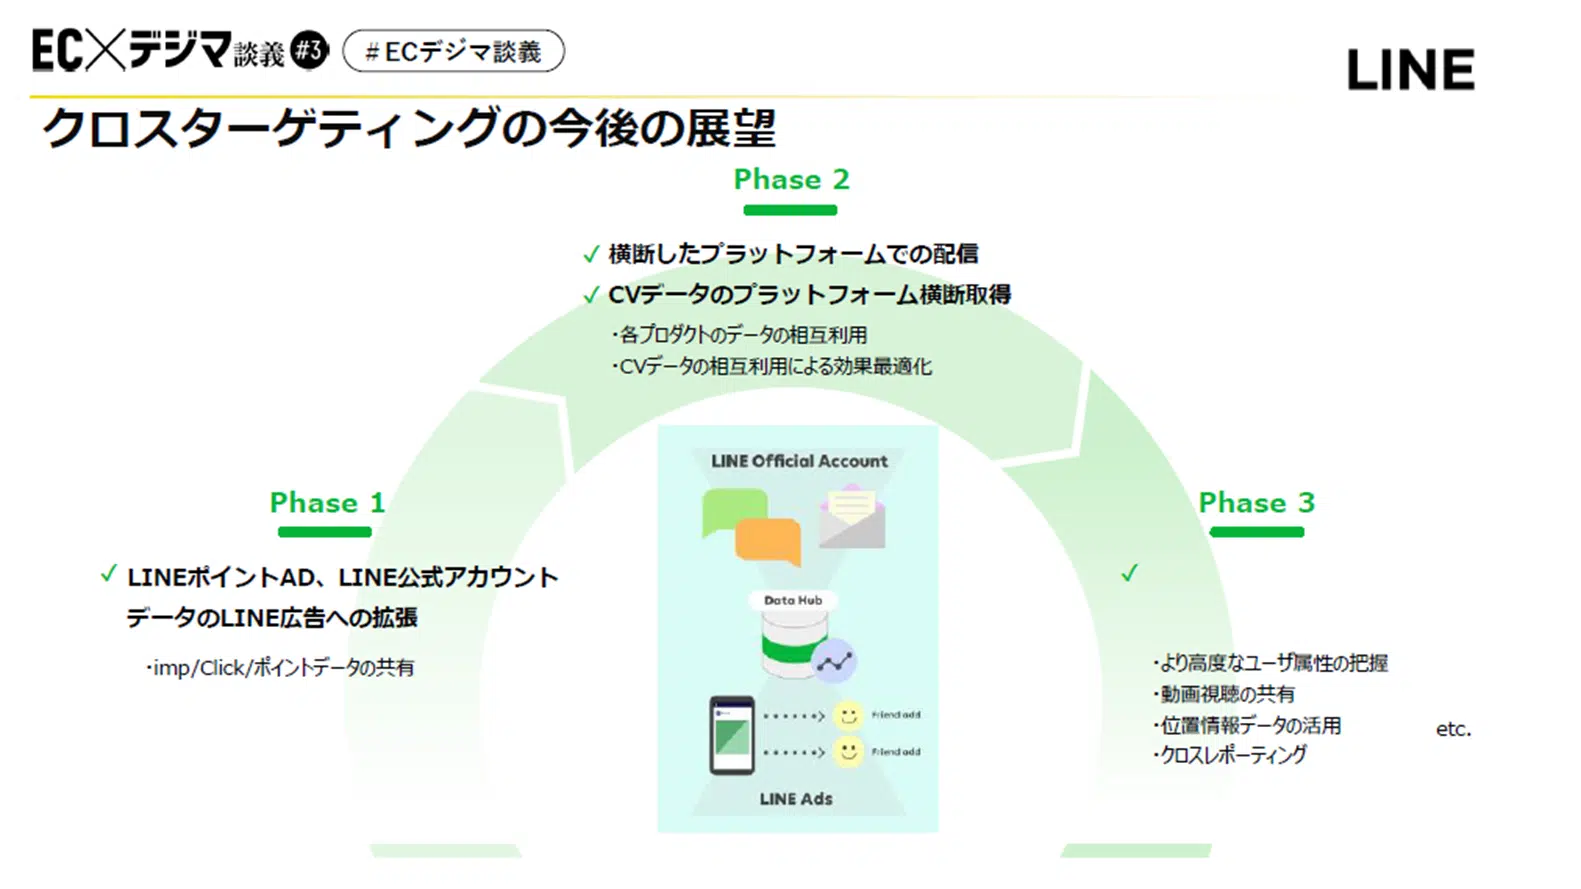 EC×デジマ談義 #3 #ECデジマ談義
LINE
クロスターゲティングの今後の展望
Phase 2
✓ 横断したプラットフォームでの配信
✓ CVデータのプラットフォーム横断取得
・各プロダクトのデータの相互利用
・CVデータの相互利用による効果最適化
Phase 1
✓ LINEポイントAD、LINE公式アカウント
データのLINE広告への拡張
・imp/Click/ポイントデータの共有
LINE Official Account
Data Hub
Friend add
Friend add
LINE Ads
Phase 3
✓
・より高度なユーザ属性の把握
・動画視聴の共有
・位置情報データの活用
etc.
・クロスレポーティング